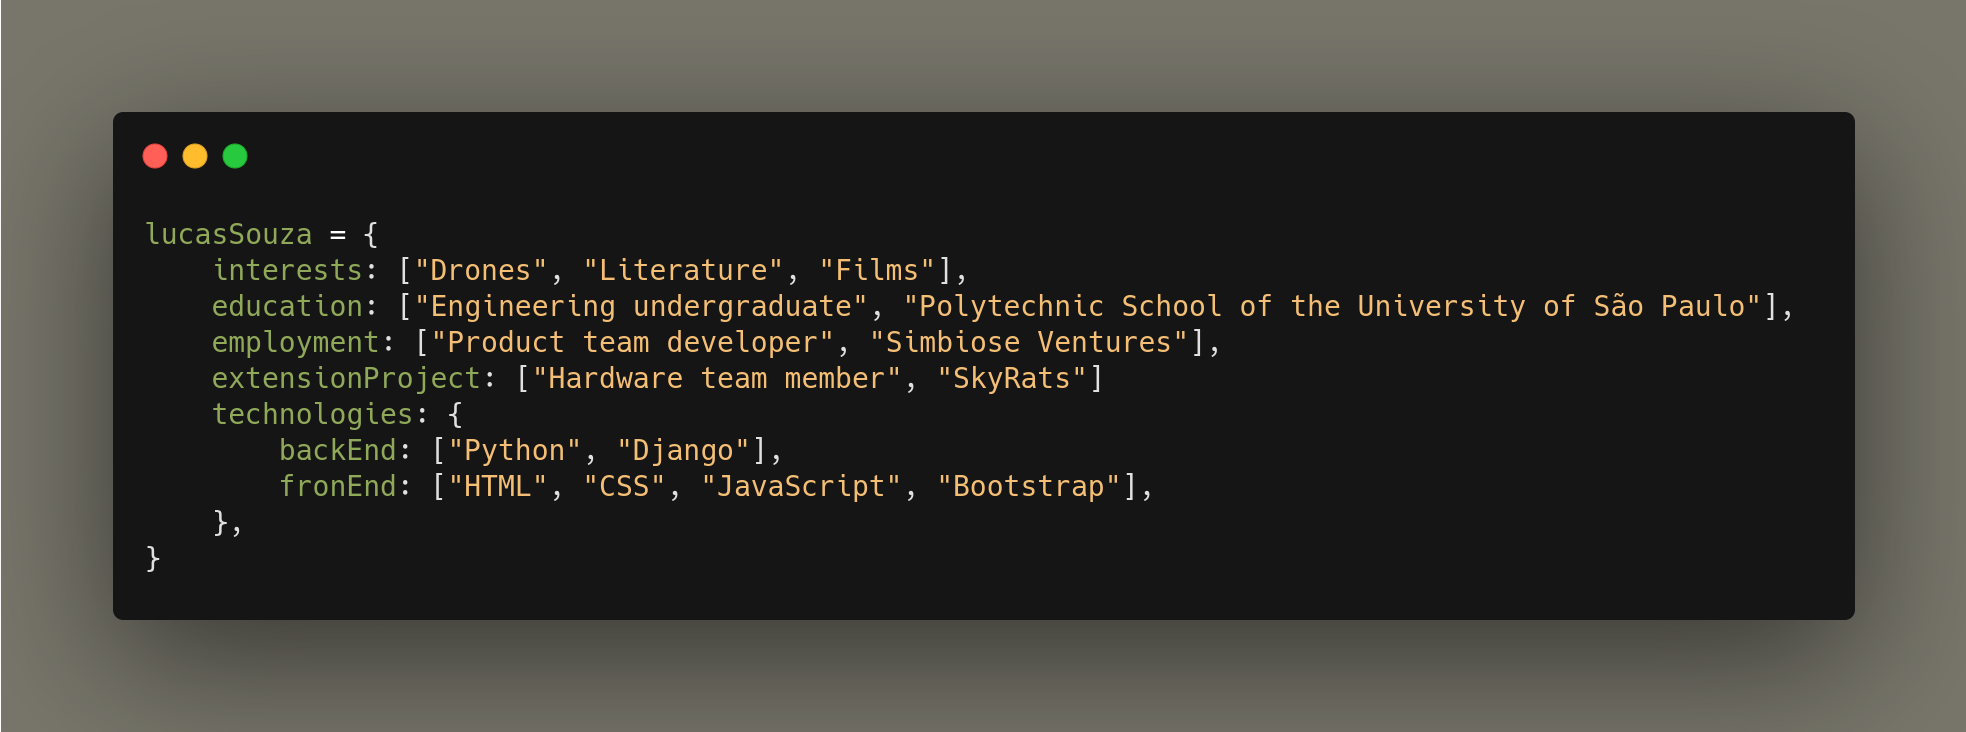 lucasSouza = {
    interests: ["Drones", "Literature", "Films"],
    education: ["Engineering undergraduate", "Polytechnic School of the University of São Paulo"],
    employment: ["Product team developer", "Simbiose Ventures"],
    extensionProject: ["Hardware team member", "SkyRats"]
    technologies: {
        backEnd: ["Python", "Django"],
        fronEnd: ["HTML", "CSS", "JavaScript", "Bootstrap"],
    },
}